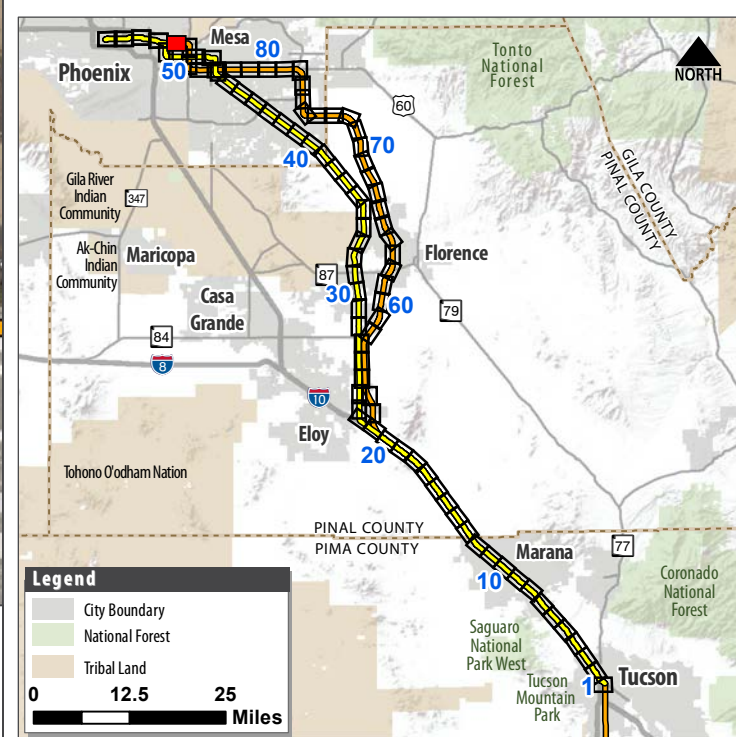 Mesa
80
Tonto
National
Forest
NORTH
Phoenix
50
60
70
40
GILA COUNTY
PINAL COUNTY
Gila River
Indian
Community
347
Ak-Chin
Indian
Community
Maricopa
Florence
87
30
60
Casa
Grande
79
84
8
10
Eloy
20
Tohono O'odham Nation
PINAL COUNTY
PIMA COUNTY
Marana
77
10
Coronado
National
Forest
Saguaro
National
Park West
Tucson
Mountain
Park
1
Tucson
Legend
City Boundary
National Forest
Tribal Land
0 12.5 25
Miles